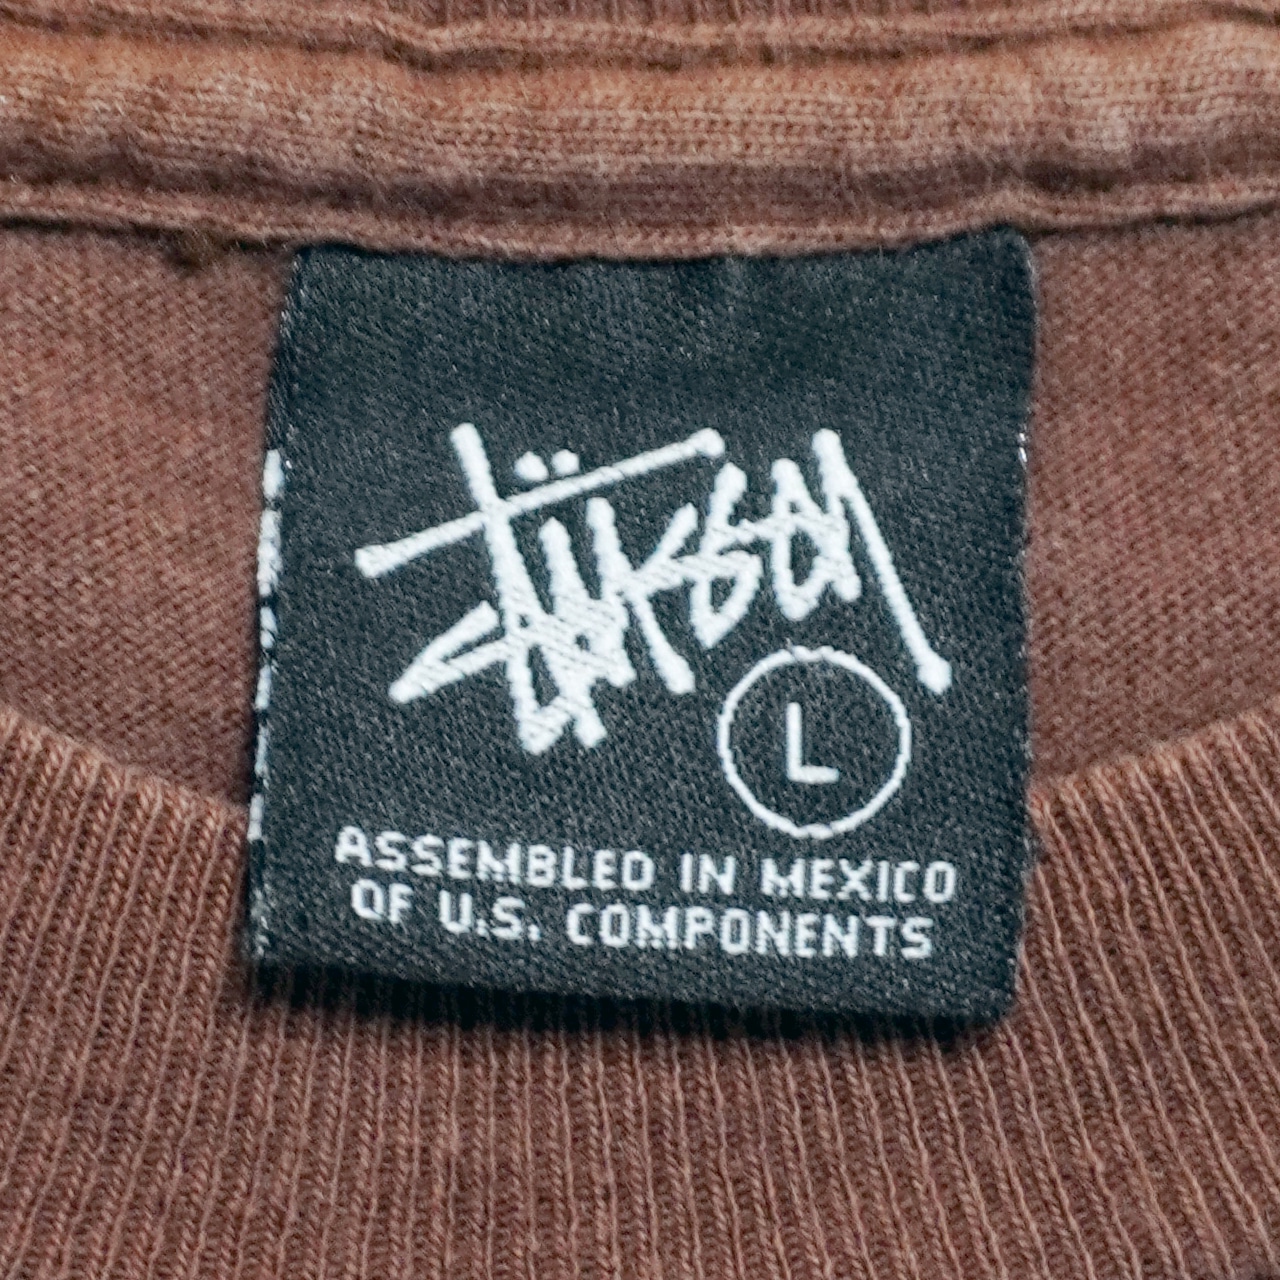 Stüssy
L
ASSEMBLED IN MEXICO
OF U.S. COMPONENTS